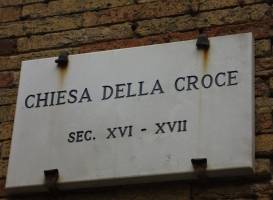 CHIESA DELLA CROCE
SEC. XVI - XVII